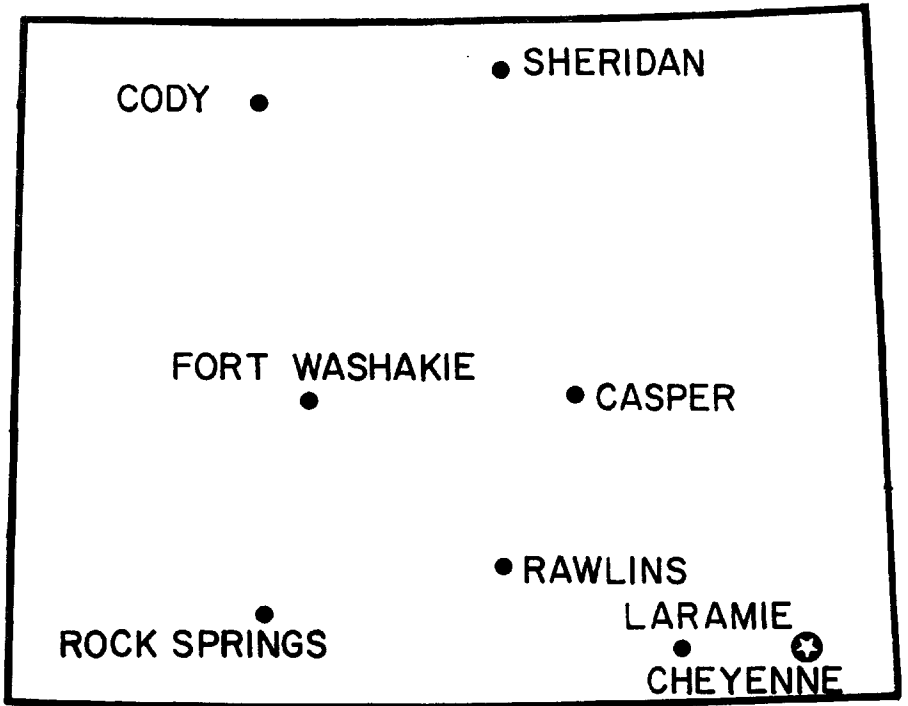 SHERIDAN
CODY
FORT WASHAKIE
CASPER
RAWLINS
LARAMIE
ROCK SPRINGS
CHEYENNE